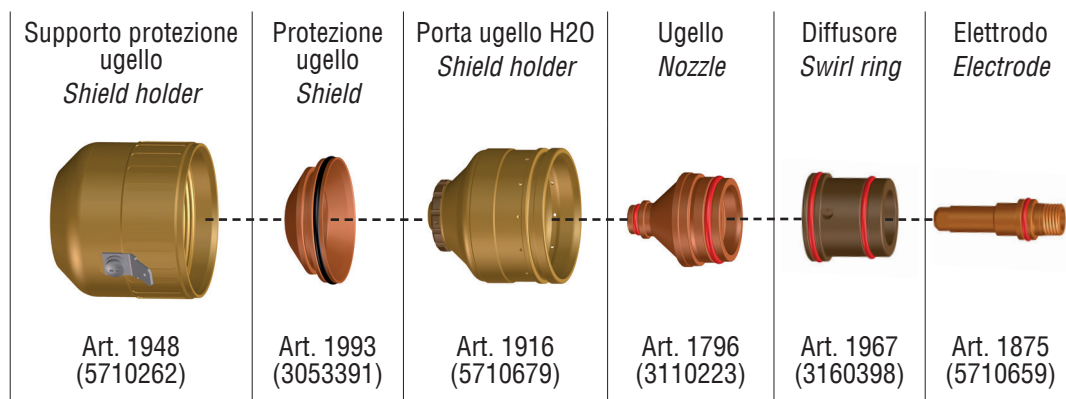 Supporto protezione
ugello
Shield holder
Protezione
ugello
Shield
Porta ugello H2O
Shield holder
Ugello
Nozzle
Diffusore
Swirl ring
Elettrodo
Electrode
Art. 1948
(5710262)
Art. 1993
(3053391)
Art. 1916
(5710679)
Art. 1796
(3110223)
Art. 1967
(3160398)
Art. 1875
(5710659)